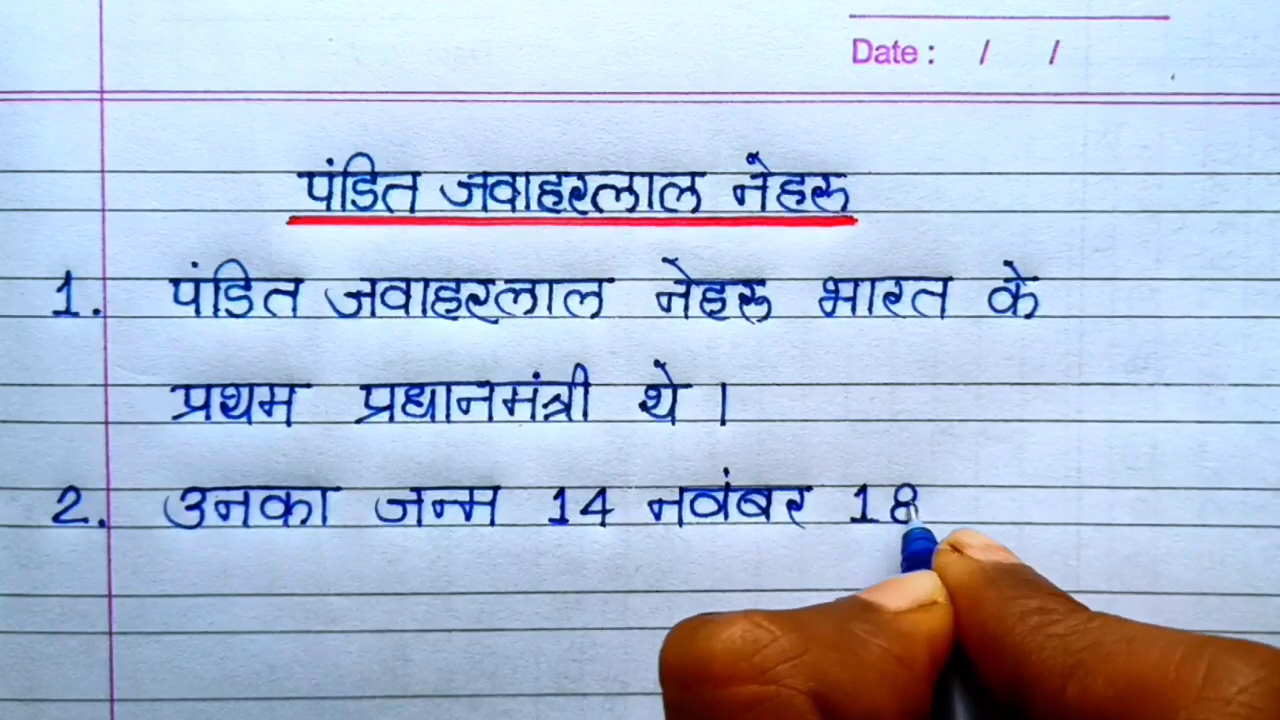 Date : / /
पंडित जवाहरलाल नेहरू
1. पंडित जवाहरलाल नेहरू भारत के
प्रथम प्रधानमंत्री थे ।
2. उनका जन्म 14 नवंबर 18